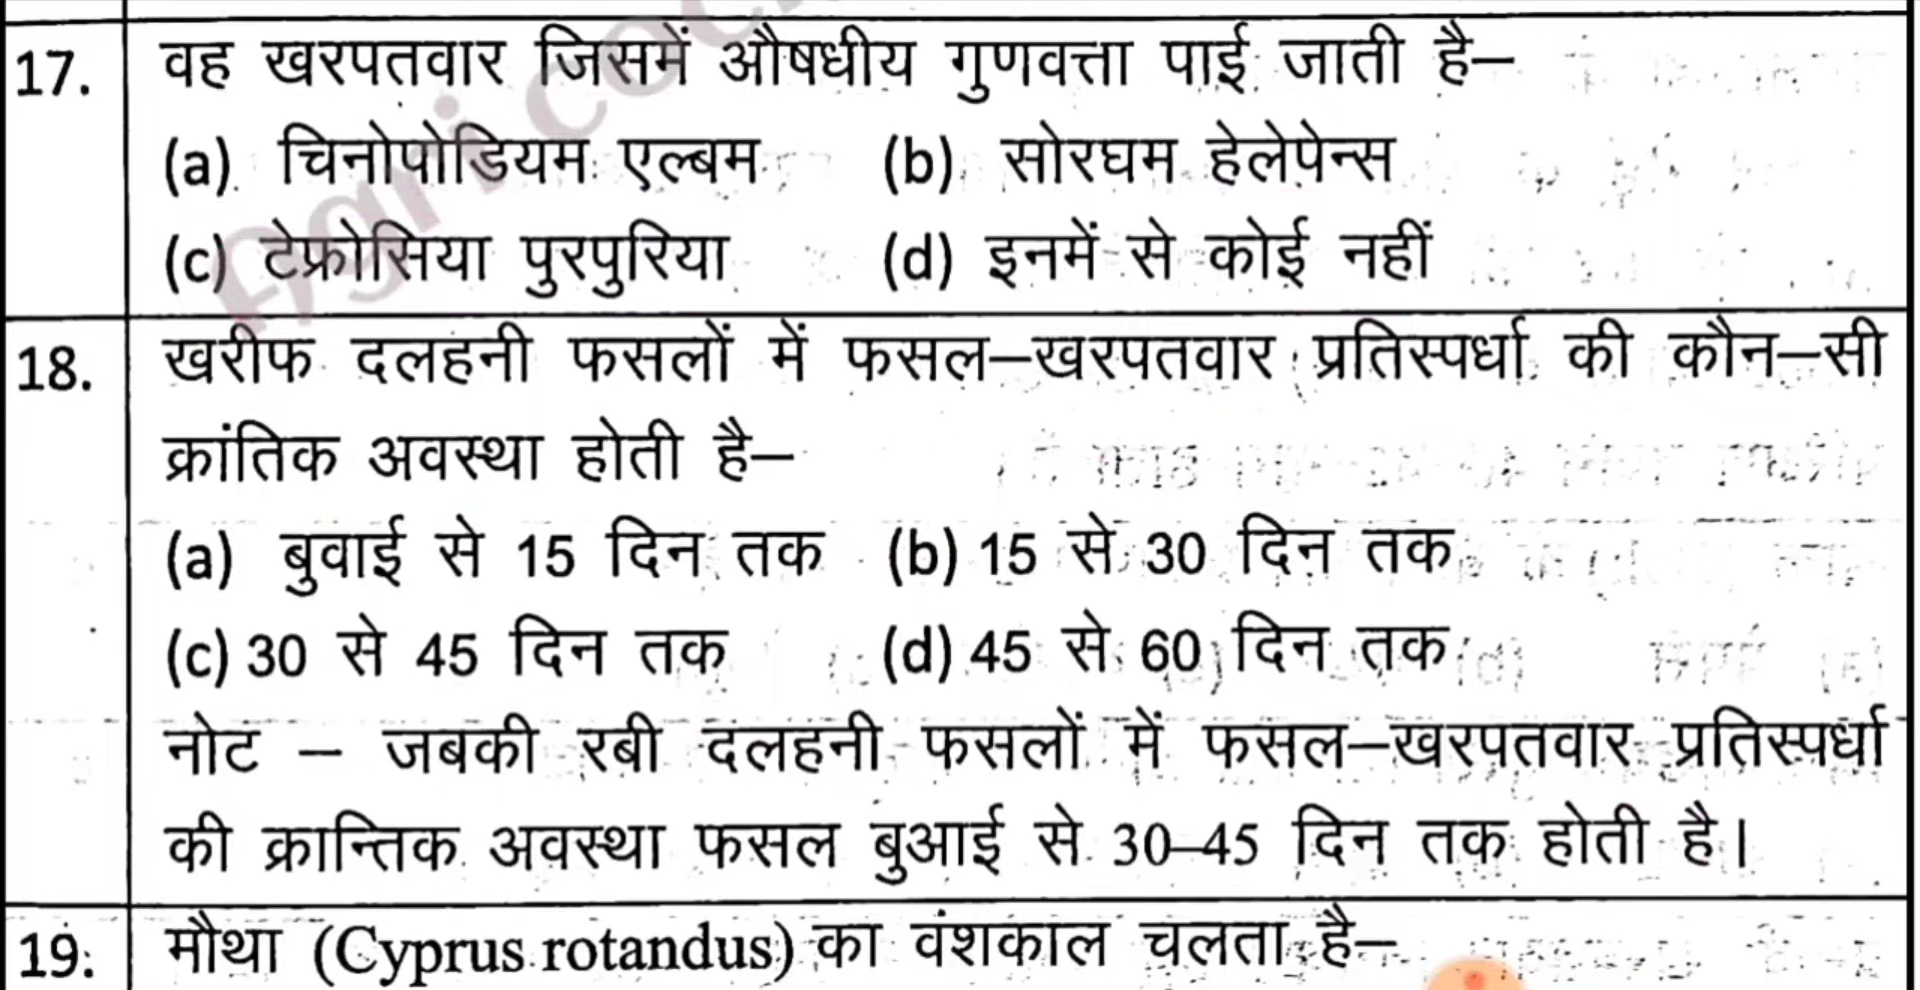 17. वह खरपतवार जिसमें औषधीय गुणवत्ता पाई जाती है–
(a) चिनोपोडियम एल्बम (b) सोरघम हेलेपेन्स
(c) टेफ्रोसिया पुरपुरिया (d) इनमें से कोई नहीं
18. खरीफ दलहनी फसलों में फसल–खरपतवार प्रतिस्पर्धा की कौन–सी
क्रांतिक अवस्था होती है–
(a) बुवाई से 15 दिन तक (b) 15 से 30 दिन तक
(c) 30 से 45 दिन तक (d) 45 से 60 दिन तक
नोट – जबकी रबी दलहनी फसलों में फसल–खरपतवार प्रतिस्पर्धा
की क्रान्तिक अवस्था फसल बुआई से 30–45 दिन तक होती है।
19. मौथा (Cyprus rotandus) का वंशकाल चलता है–
Agri